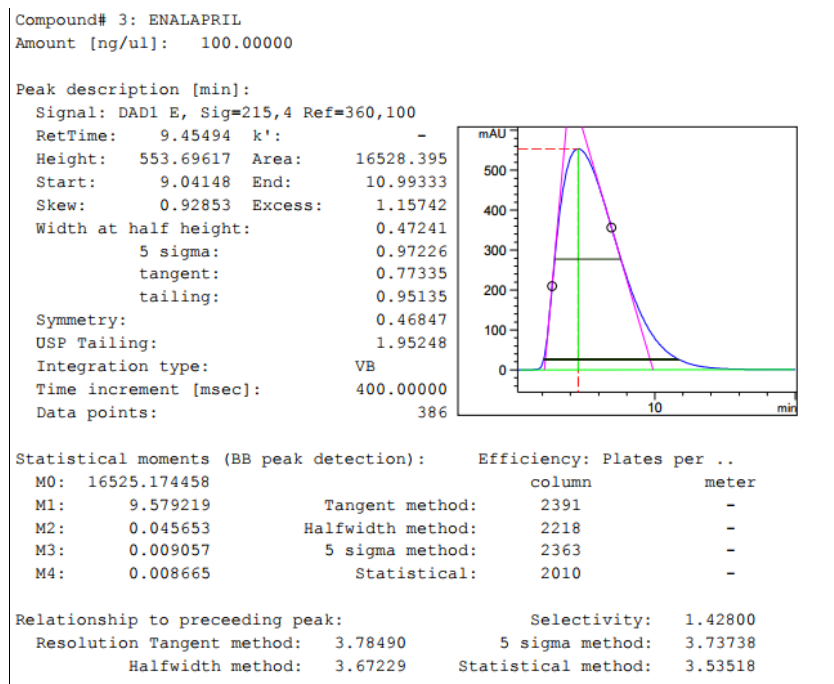 Compound# 3: ENALAPRIL
Amount [ng/ul]: 100.00000
Peak description [min]:
Signal: DAD1 E, Sig=215,4 Ref=360,100
RetTime: 9.45494 k': -
Height: 553.69617 Area: 16528.395
Start: 9.04148 End: 10.99333
Skew: 0.92853 Excess: 1.15742
Width at half height: 0.47241
5 sigma: 0.97226
tangent: 0.77335
tailing: 0.95135
Symmetry: 0.46847
USP Tailing: 1.95248
Integration type: VB
Time increment [msec]: 400.00000
Data points: 386
mAU
500
400
300
200
100
0
10
min
Statistical moments (BB peak detection): Efficiency: Plates per ..
M0: 16525.174458 column meter
M1: 9.579219 Tangent method: 2391 -
M2: 0.045653 Halfwidth method: 2218 -
M3: 0.009057 5 sigma method: 2363 -
M4: 0.008665 Statistical: 2010 -
Relationship to preceeding peak: Selectivity: 1.42800
Resolution Tangent method: 3.78490 5 sigma method: 3.73738
Halfwidth method: 3.67229 Statistical method: 3.53518